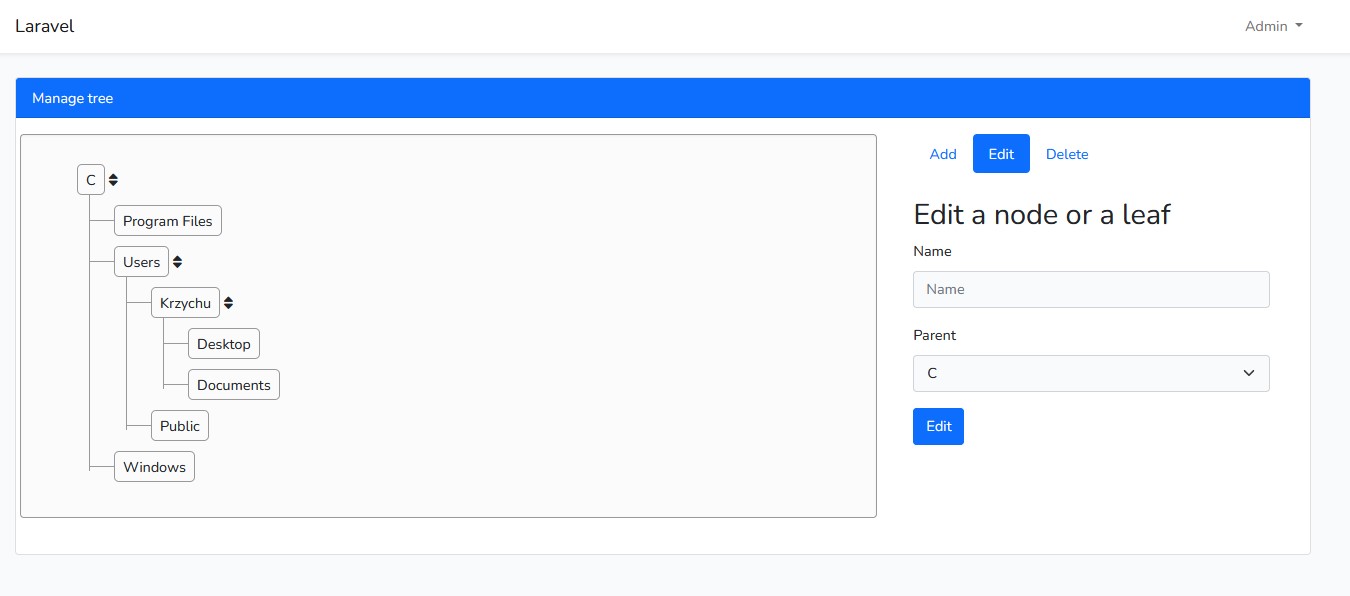 Laravel
Admin
Manage tree
C
Program Files
Users
Krzychu
Desktop
Documents
Public
Windows
Add Edit Delete
Edit a node or a leaf
Name
Name
Parent
C
Edit